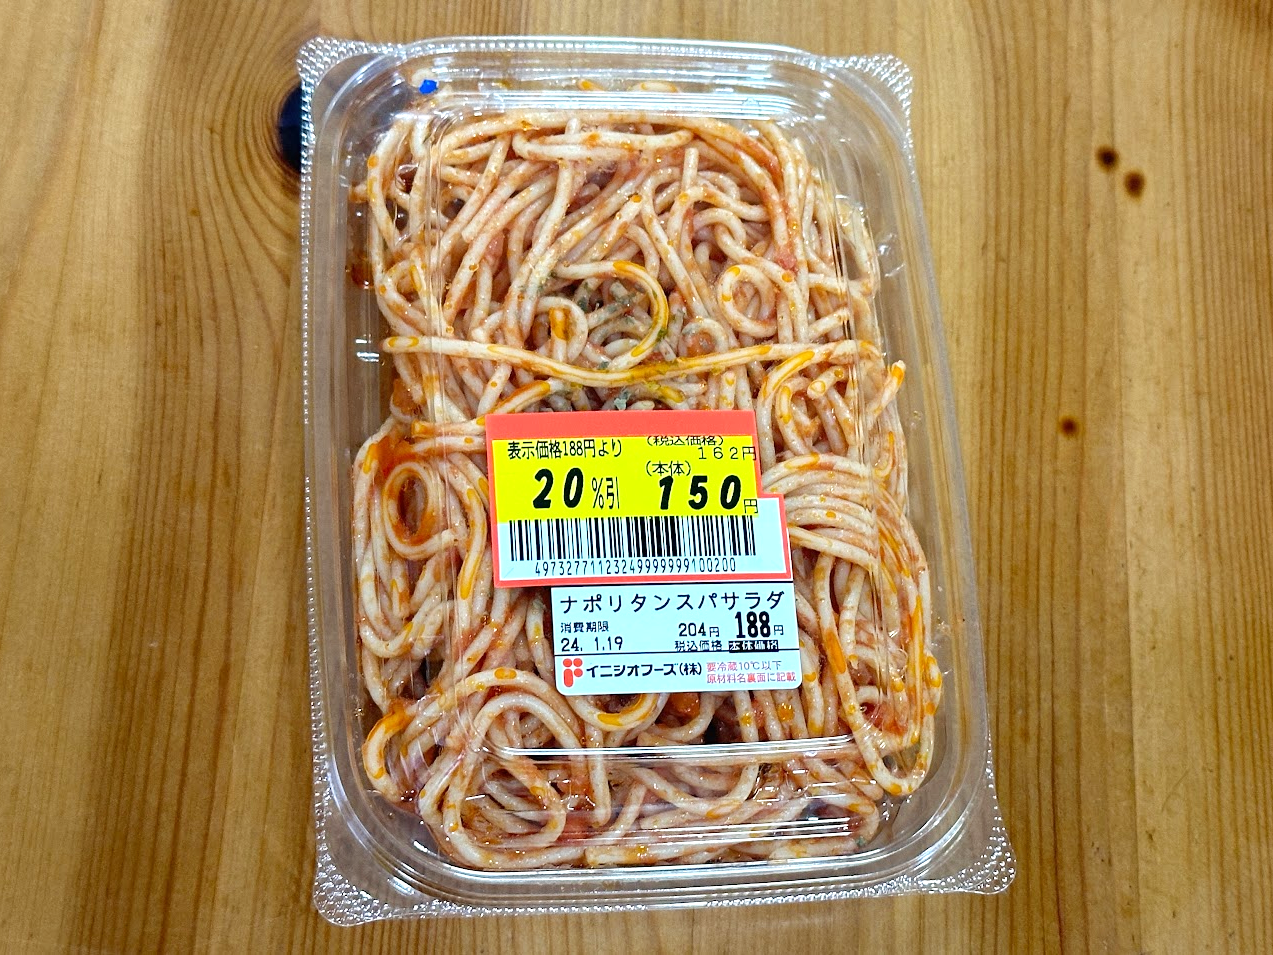 表示価格188円より (税込価格) 162円
20%引 (本体) 150円
4973277112324999999100200
ナポリタンスパサラダ
消費期限 204円 188円
24. 1.19 税込価格 本体価格
イニシオフーズ(株) 要冷蔵10℃以下
原材料名裏面に記載